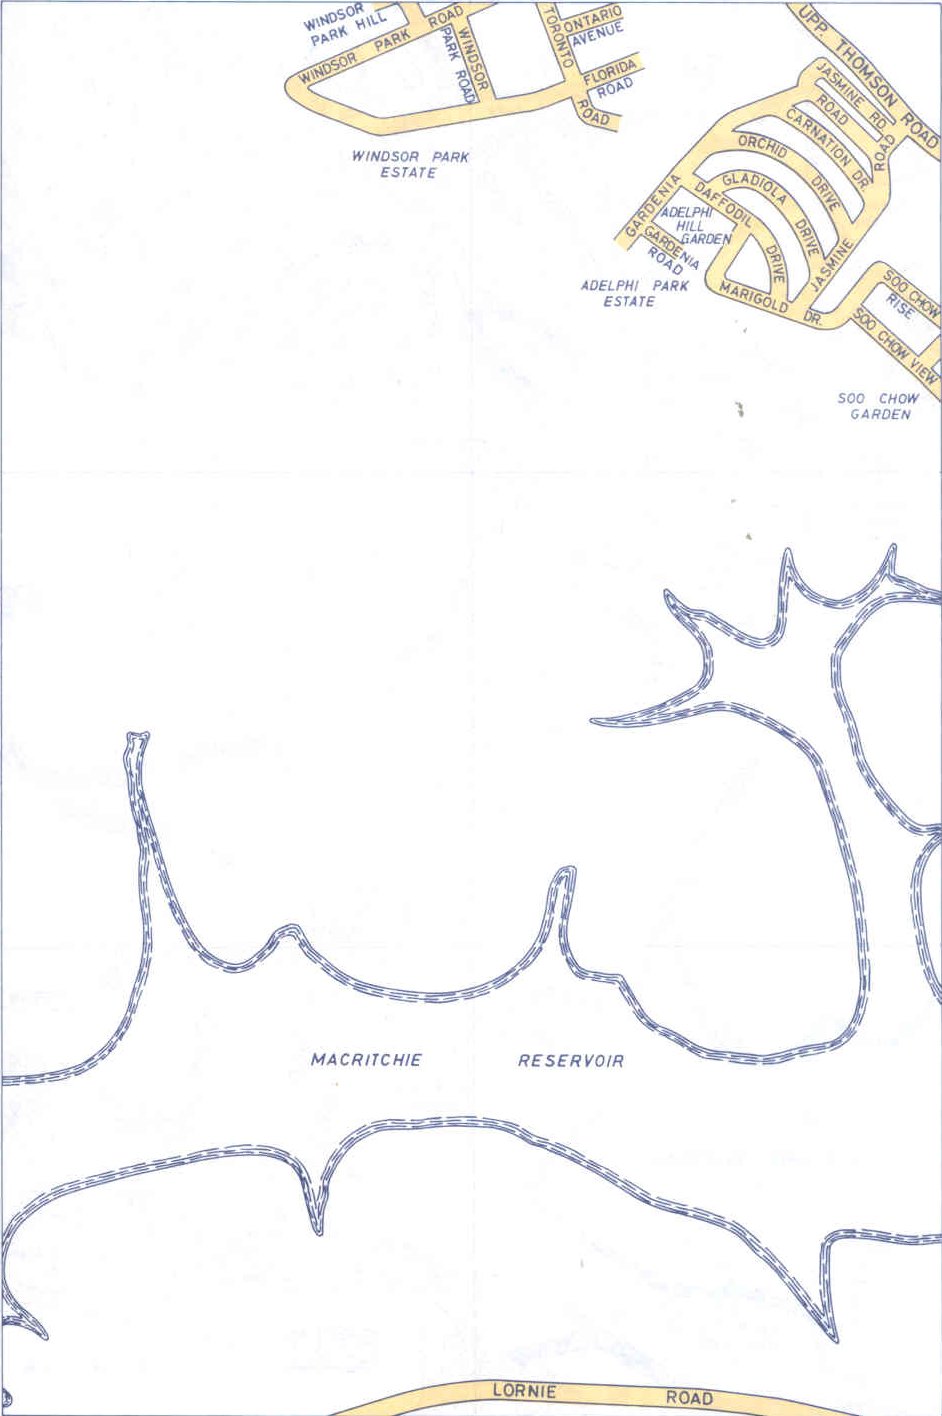 WINDSOR
PARK HILL
WINDSOR PARK ROAD
WINDSOR
PARK ROAD
TORONTO
ROAD
ONTARIO
AVENUE
FLORIDA
ROAD
WINDSOR PARK
ESTATE
UPP. THOMSON ROAD
JASMINE RD
ROAD
CARNATION DR.
ROAD
ORCHID DRIVE
GLADIOLA DRIVE
DAFFODIL DRIVE
GARDENIA
GARDENIA
ROAD
ADELPHI
HILL
GARDEN
JASMINE
MARIGOLD DR.
ADELPHI PARK
ESTATE
SOO CHOW
RISE
SOO CHOW VIEW
SOO CHOW
GARDEN
MACRITCHIE RESERVOIR
LORNIE ROAD